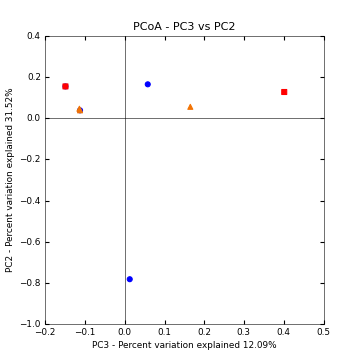 PCoA - PC3 vs PC2
PC2 - Percent variation explained 31.52%
0.4
0.2
0.0
−0.2
−0.4
−0.6
−0.8
−1.0
−0.2 −0.1 0.0 0.1 0.2 0.3 0.4 0.5
PC3 - Percent variation explained 12.09%